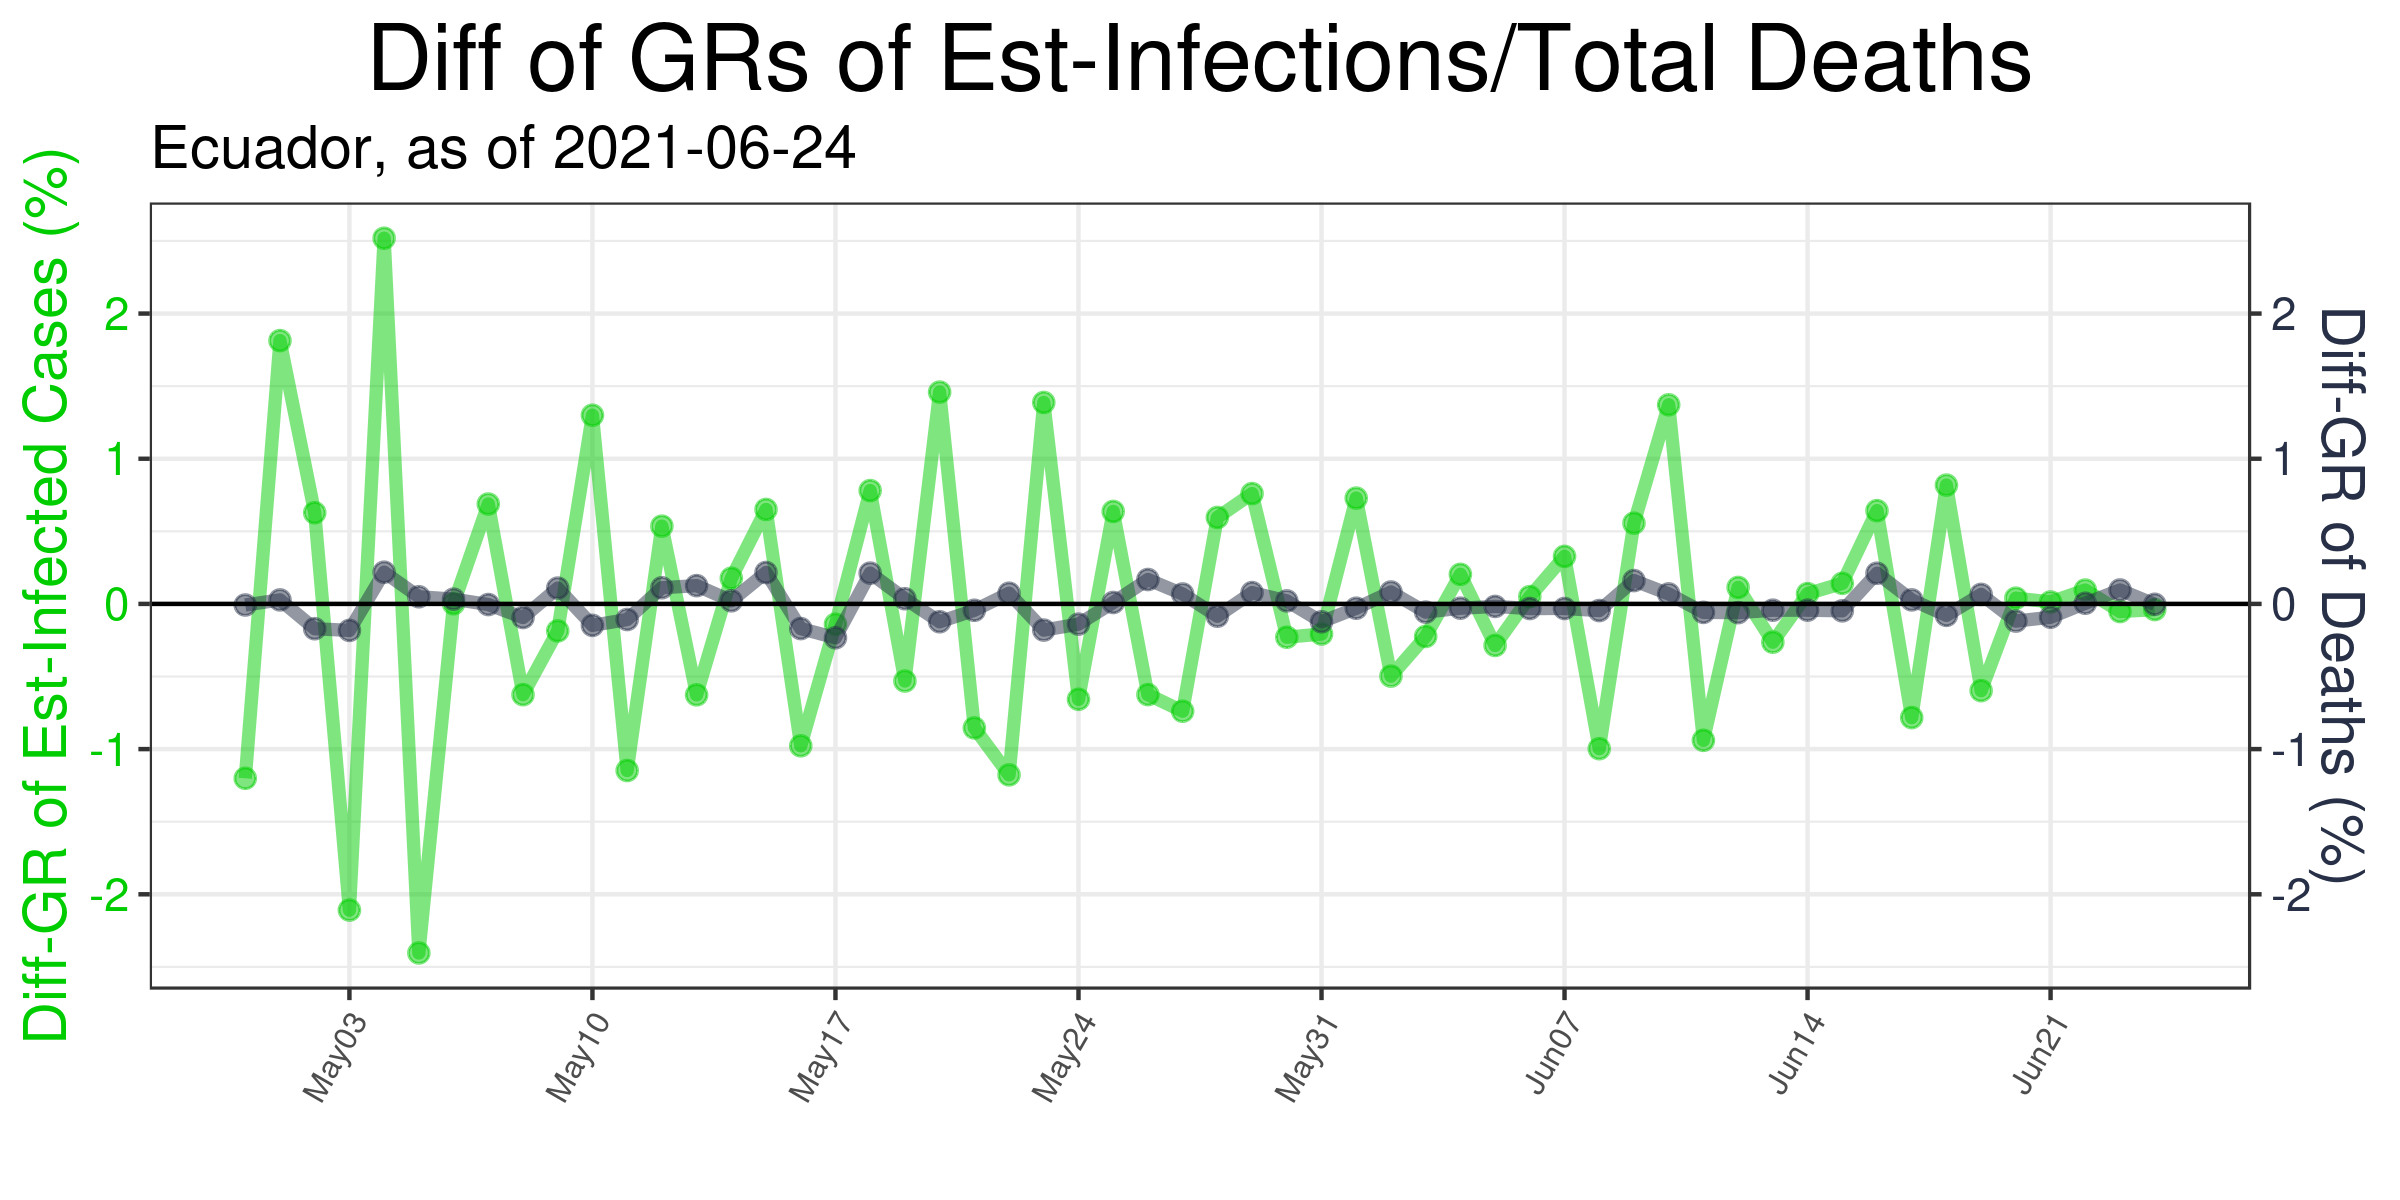 Diff of GRs of Est-Infections/Total Deaths
Ecuador, as of 2021-06-24
Diff-GR of Est-Infected Cases (%)
2
1
0
-1
-2
2
1
0
-1
-2
Diff-GR of Deaths (%)
May03
May10
May17
May24
May31
Jun07
Jun14
Jun21